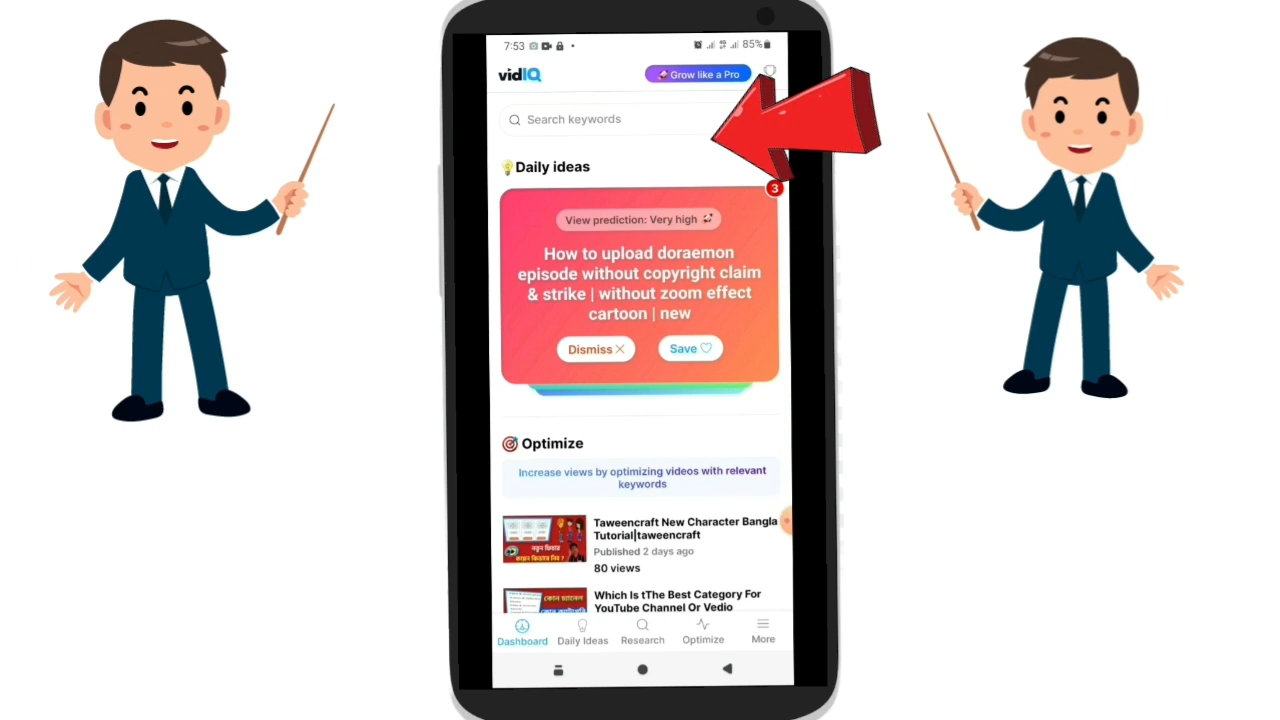 7:53
85%
vidIQ
Grow like a Pro
Search keywords
Daily ideas
3
View prediction: Very high
How to upload doraemon
episode without copyright claim
& strike | without zoom effect
cartoon | new
Dismiss
Save
Optimize
Increase views by optimizing videos with relevant
keywords
Taweencraft New Character Bangla
Tutorial|taweencraft
Published 2 days ago
80 views
Which Is tThe Best Category For
YouTube Channel Or Vedio
Dashboard
Daily Ideas
Research
Optimize
More